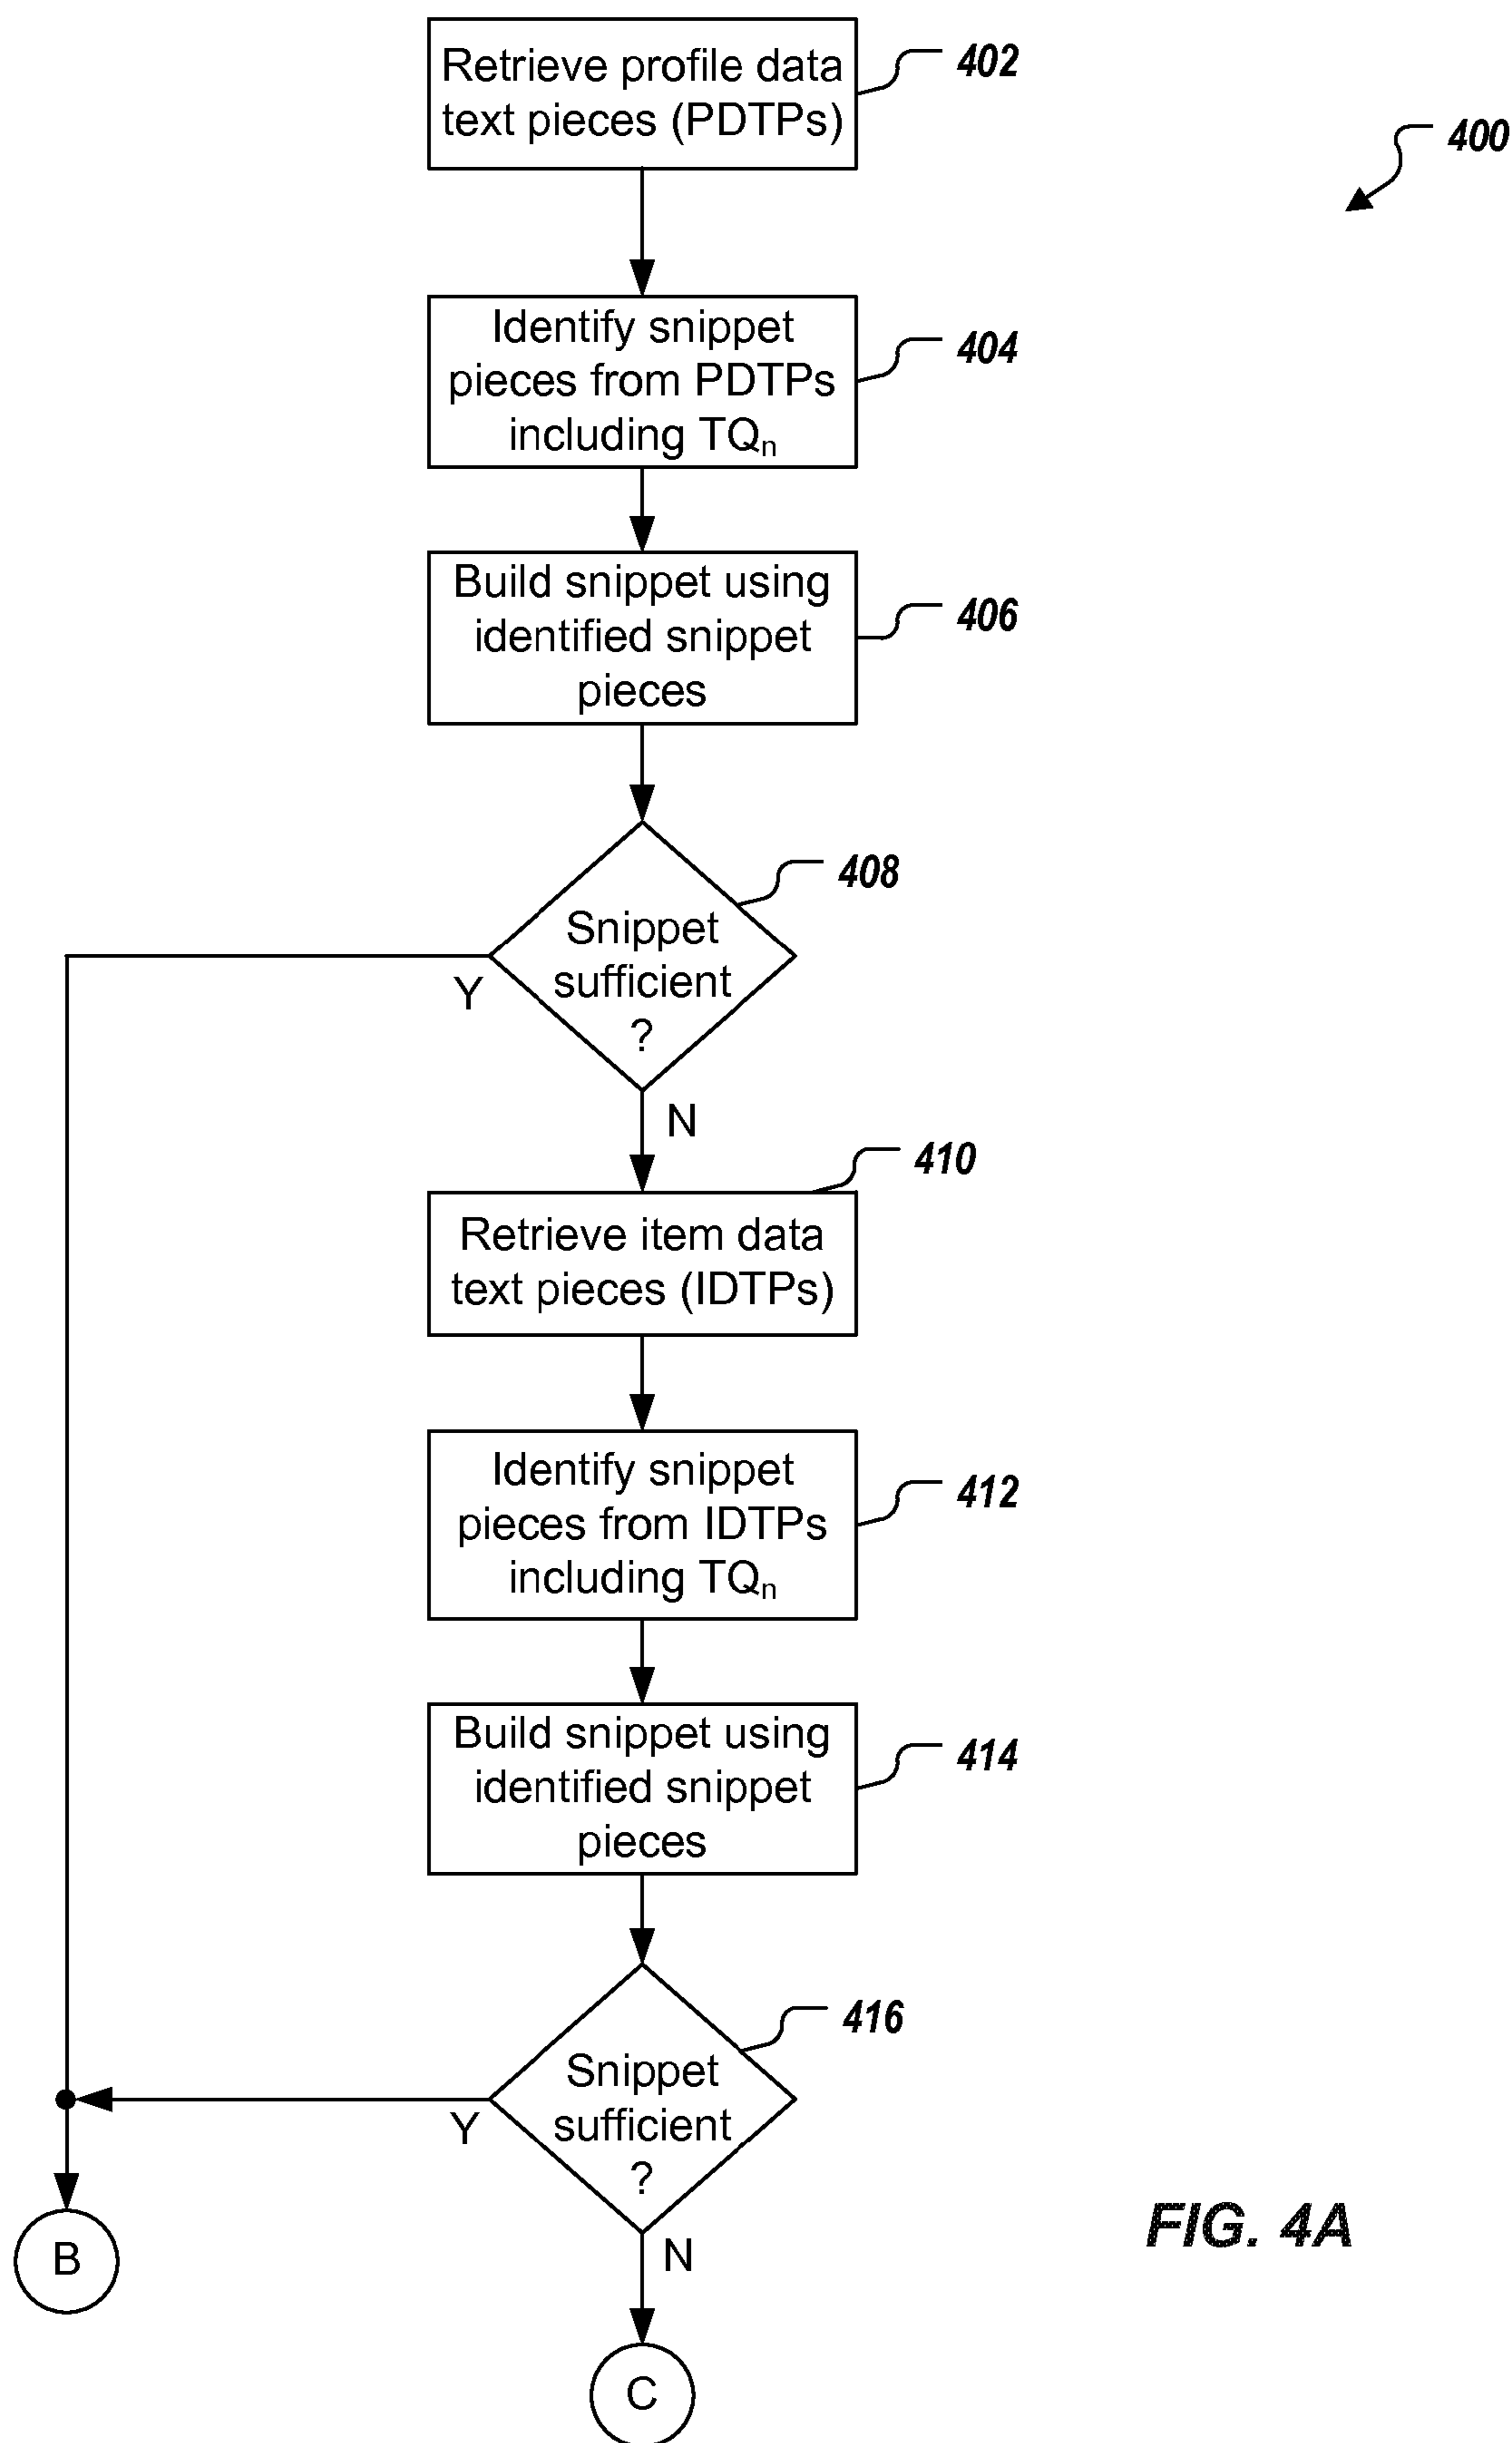 Retrieve profile data
text pieces (PDTPs)
402
400
Identify snippet
pieces from PDTPs
including TQn
404
Build snippet using
identified snippet
pieces
406
408
Snippet
sufficient
?
Y
N
410
Retrieve item data
text pieces (IDTPs)
Identify snippet
pieces from IDTPs
including TQn
412
Build snippet using
identified snippet
pieces
414
416
Snippet
sufficient
?
Y
N
B
C
FIG. 4A